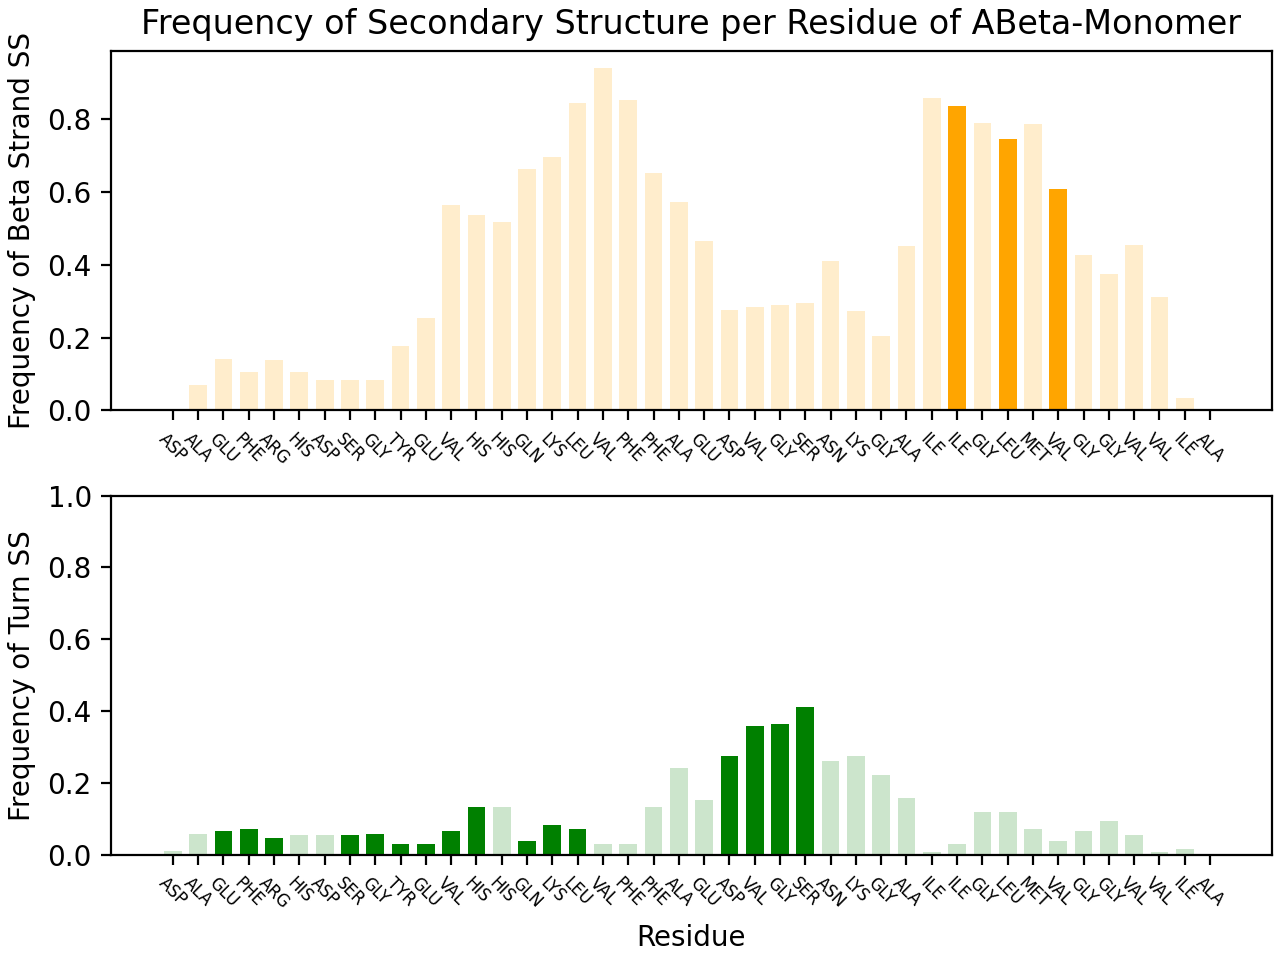 Frequency of Secondary Structure per Residue of ABeta-Monomer
Frequency of Beta Strand SS
0.8
0.6
0.4
0.2
0.0
ASP ALA GLU PHE ARG HIS ASP SER GLY TYR GLU VAL HIS HIS GLN LYS LEU VAL PHE PHE ALA GLU ASP VAL GLY SER ASN LYS GLY ALA ILE ILE GLY LEU MET VAL GLY GLY VAL VAL ILE ALA
Frequency of Turn SS
1.0
0.8
0.6
0.4
0.2
0.0
ASP ALA GLU PHE ARG HIS ASP SER GLY TYR GLU VAL HIS HIS GLN LYS LEU VAL PHE PHE ALA GLU ASP VAL GLY SER ASN LYS GLY ALA ILE ILE GLY LEU MET VAL GLY GLY VAL VAL ILE ALA
Residue